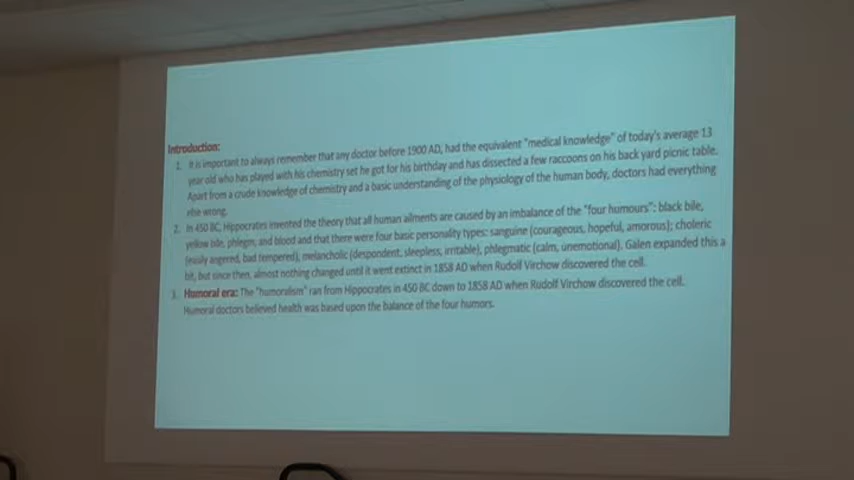 Introduction:
1. It is important to always remember that any doctor before 1900 AD, had the equivalent "medical knowledge" of today's average 13
year old who has played with his chemistry set he got for his birthday and has dissected a few raccoons on his back yard picnic table.
Apart from a crude knowledge of chemistry and a basic understanding of the physiology of the human body, doctors had everything
else wrong.
2. In 450 BC, Hippocrates invented the theory that all human ailments are caused by an imbalance of the "four humours": black bile,
yellow bile, phlegm, and blood and that there were four basic personality types: sanguine (courageous, hopeful, amorous); choleric
(easily angered, bad tempered), melancholic (despondent, sleepless, irritable), phlegmatic (calm, unemotional). Galen expanded this a
bit, but since then, almost nothing changed until it went extinct in 1858 AD when Rudolf Virchow discovered the cell.
3. Humoral era: The "humoralism" ran from Hippocrates in 450 BC down to 1858 AD when Rudolf Virchow discovered the cell.
Humoral doctors believed health was based upon the balance of the four humors.